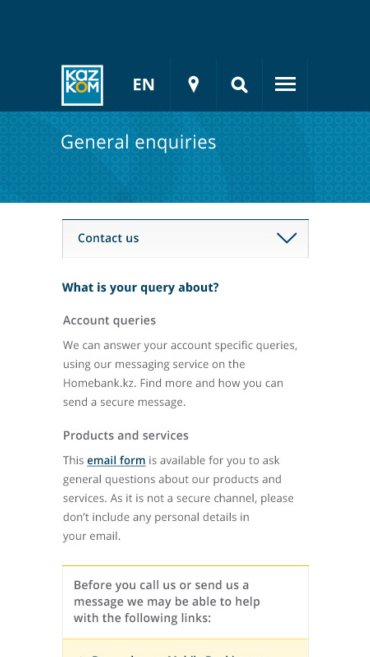 KAZ
KOM
EN
General enquiries
Contact us
What is your query about?
Account queries
We can answer your account specific queries,
using our messaging service on the
Homebank.kz. Find more and how you can
send a secure message.
Products and services
This email form is available for you to ask
general questions about our products and
services. As it is not a secure channel, please
don’t include any personal details in
your email.
Before you call us or send us a
message we may be able to help
with the following links: